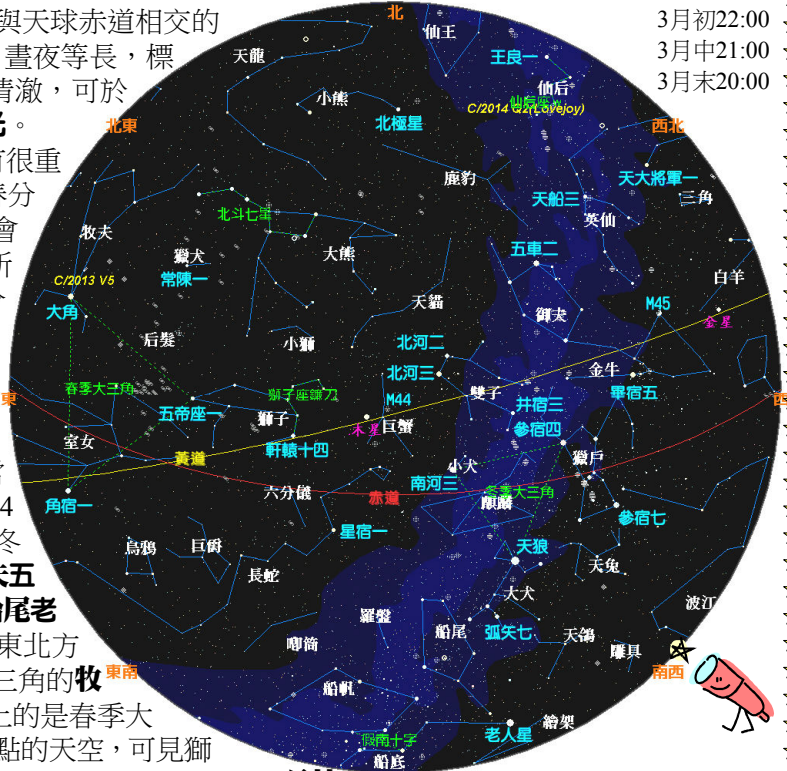 與天球赤道相交的
晝夜等長，標
清澈，可於
光。
有很重
春分
會
所
大
常
4
冬
矢五
船尾老
東北方
三角的牧
上的是春季大
點的天空，可見獅
3月初22:00
3月中21:00
3月末20:00
北
仙王
王良一
天龍
仙后
仙后座
C/2014 Q2(Lovejoy)
小熊
北極星
北東
西北
鹿豹
天大將軍一
三角
天船三
英仙
北斗七星
牧夫
獵犬
常陳一
大熊
五車二
白羊
C/2013 V5
大角
天貓
御夫
M45
金星
后髮
小獅
北河二
北河三
金牛
畢宿五
東
春季大三角
獅子座鐮刀
M44
雙子
井宿三
西
五帝座一
獅子
木星
巨蟹
參宿四
室女
黃道
軒轅十四
小犬
獵戶
六分儀
赤道
南河三
冬季大三角
麒麟
角宿一
星宿一
參宿七
烏鴉
巨爵
天狼
長蛇
天兔
大犬
羅盤
波江
船尾
弧矢七
天鴿
唧筒
雕具
東南
南西
船帆
繪架
老人星
假南十字
船底